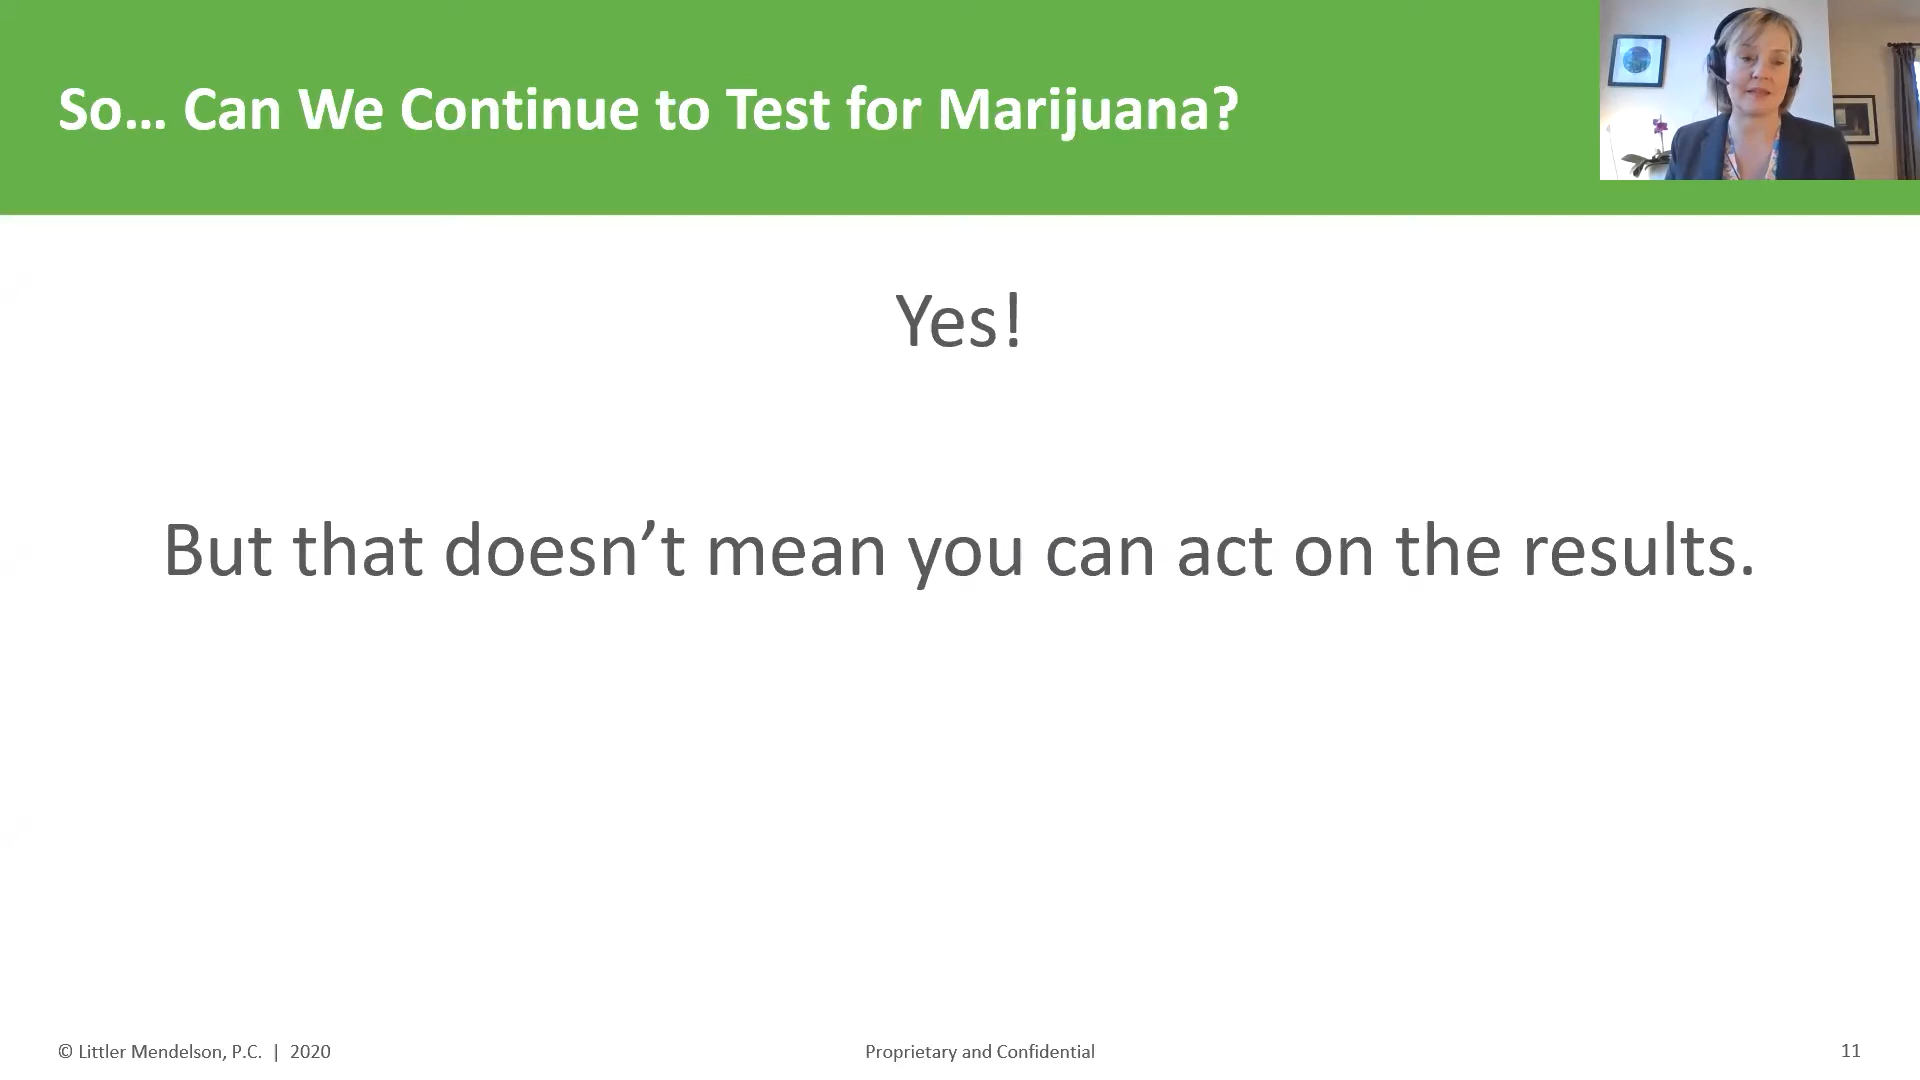 So… Can We Continue to Test for Marijuana?
Yes!
But that doesn’t mean you can act on the results.
© Littler Mendelson, P.C. | 2020
Proprietary and Confidential
11